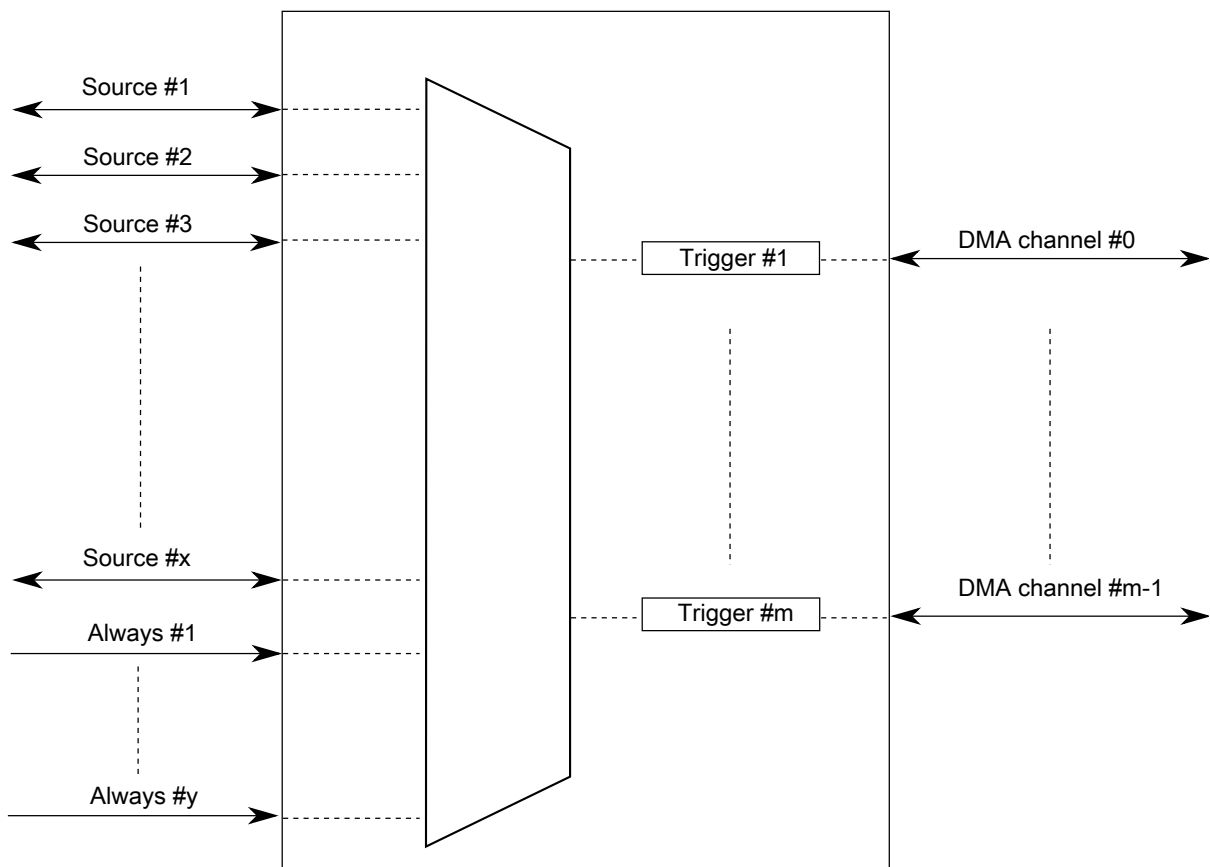 Source #1
Source #2
Source #3
Trigger #1
DMA channel #0
Source #x
Always #1
Trigger #m
DMA channel #m-1
Always #y